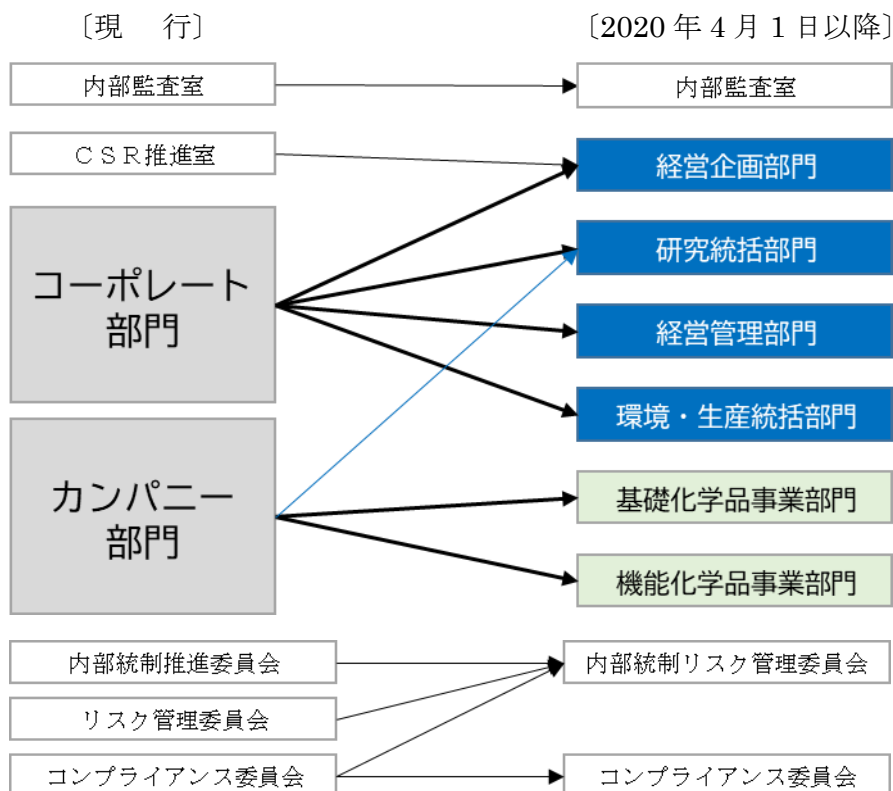 〔現　行〕
〔2020 年 4 月 1 日以降〕
内部監査室
内部監査室
ＣＳＲ推進室
経営企画部門
コーポレート
部門
研究統括部門
経営管理部門
環境・生産統括部門
カンパニー
部門
基礎化学品事業部門
機能化学品事業部門
内部統制推進委員会
内部統制リスク管理委員会
リスク管理委員会
コンプライアンス委員会
コンプライアンス委員会